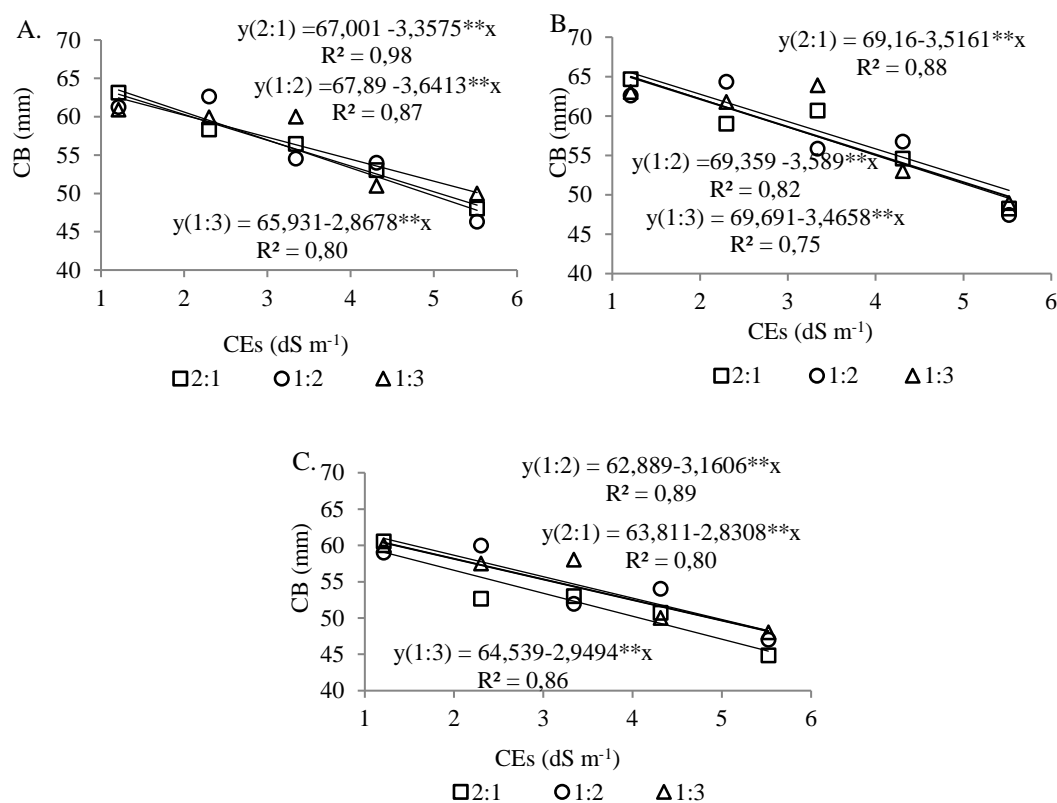 A.
y(2:1) =67,001 -3,3575**x
R² = 0,98
y(1:2) =67,89 -3,6413**x
R² = 0,87
y(1:3) =65,931-2,8678**x
R² = 0,80
CB (mm)
70
65
60
55
50
45
40
1 2 3 4 5 6
CEs (dS m⁻¹)
2:1 1:2 1:3
B.
y(2:1) = 69,16-3,5161**x
R² = 0,88
y(1:2) =69,359 -3,589**x
R² = 0,82
y(1:3) =69,691-3,4658**x
R² = 0,75
CB (mm)
70
65
60
55
50
45
40
1 2 3 4 5 6
CEs (dS m⁻¹)
2:1 1:2 1:3
C.
y(1:2) = 62,889-3,1606**x
R² = 0,89
y(2:1) =63,811-2,8308**x
R² = 0,80
y(1:3) = 64,539-2,9494**x
R² = 0,86
CB (mm)
70
65
60
55
50
45
40
1 2 3 4 5 6
CEs (dS m⁻¹)
2:1 1:2 1:3